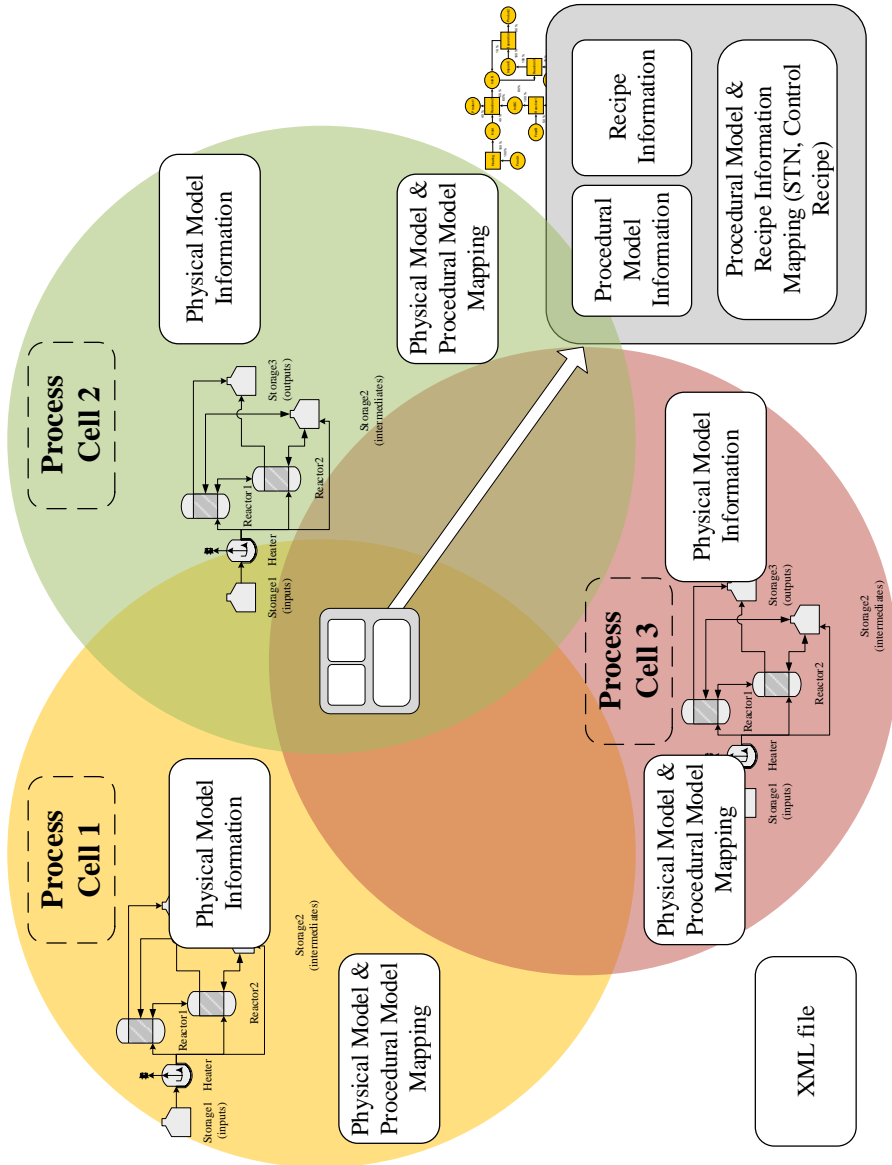 Process
Cell 1
Storage1
(inputs)
Heater
Reactor1
Reactor2
Storage2
(intermediates)
Physical Model
Information
Physical Model &
Procedural Model
Mapping
Process
Cell 2
Storage1
(inputs)
Heater
Reactor1
Reactor2
Storage3
(outputs)
Storage2
(intermediates)
Physical Model
Information
Physical Model &
Procedural Model
Mapping
Process
Cell 3
Storage1
(inputs)
Heater
Reactor1
Reactor2
Storage3
(outputs)
Storage2
(intermediates)
Physical Model
Information
Physical Model &
Procedural Model
Mapping
Procedural
Model
Information
Recipe
Information
Procedural Model &
Recipe Information
Mapping (STN, Control
Recipe)
XML file